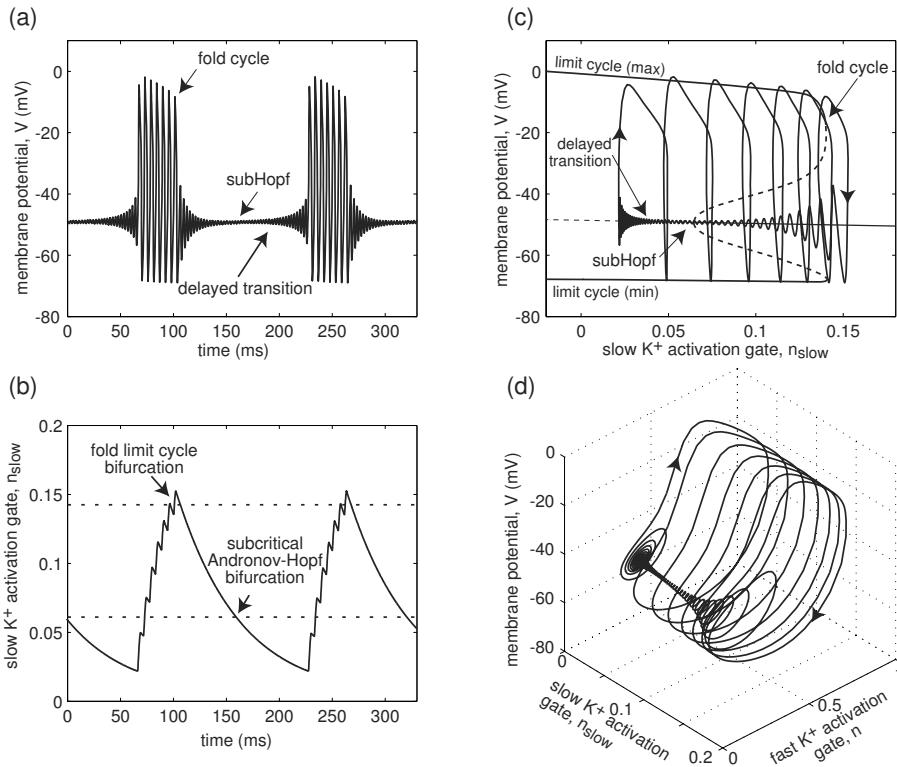 (a)
membrane potential, V (mV)
0
-20
-40
-60
-80
0
50
100
150
200
250
300
time (ms)
fold cycle
subHopf
delayed transition
(c)
membrane potential, V (mV)
0
-20
-40
-60
-80
0
0.05
0.1
0.15
slow K+ activation gate, nslow
limit cycle (max)
fold cycle
delayed
transition
subHopf
limit cycle (min)
(b)
slow K+ activation gate, nslow
0.2
0.15
0.1
0.05
0
0
50
100
150
200
250
300
time (ms)
fold limit cycle
bifurcation
subcritical
Andronov-Hopf
bifurcation
(d)
membrane potential, V (mV)
0
-20
-40
-60
-80
0
0.1
0.2
slow K+ activation
gate, nslow
0
0.5
fast K+ activation
gate, n